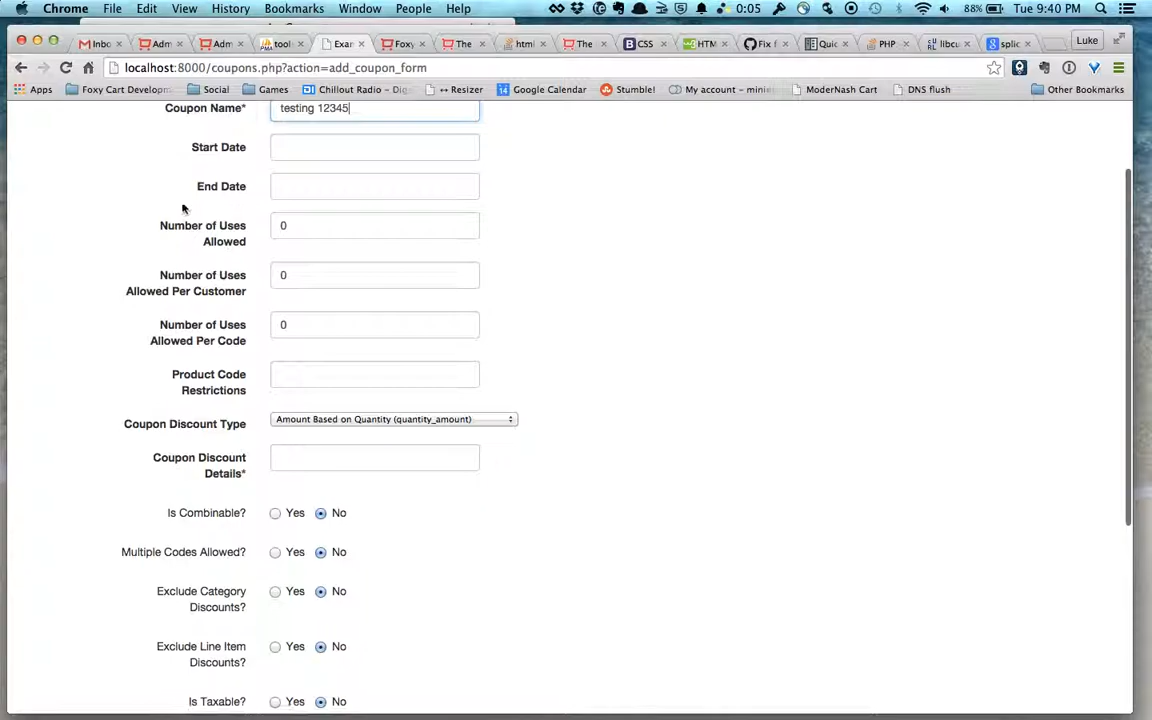 Chrome File Edit View History Bookmarks Window People Help 0:05 88% Tue 9:40 PM
Inbo Adm Adm tool Exar Foxy The html The CSS HTM Fix f Quic PHP libcu splic Luke
localhost:8000/coupons.php?action=add_coupon_form
Apps Foxy Cart Developm Social Games Chillout Radio - Dig Resizer Google Calendar Stumble! My account - minie ModerNash Cart DNS flush Other Bookmarks
Coupon Name* testing 12345
Start Date
End Date
Number of Uses 0
Allowed
Number of Uses 0
Allowed Per Customer
Number of Uses 0
Allowed Per Code
Product Code
Restrictions
Coupon Discount Type Amount Based on Quantity (quantity_amount)
Coupon Discount
Details*
Is Combinable? Yes No
Multiple Codes Allowed? Yes No
Exclude Category Yes No
Discounts?
Exclude Line Item Yes No
Discounts?
Is Taxable? Yes No